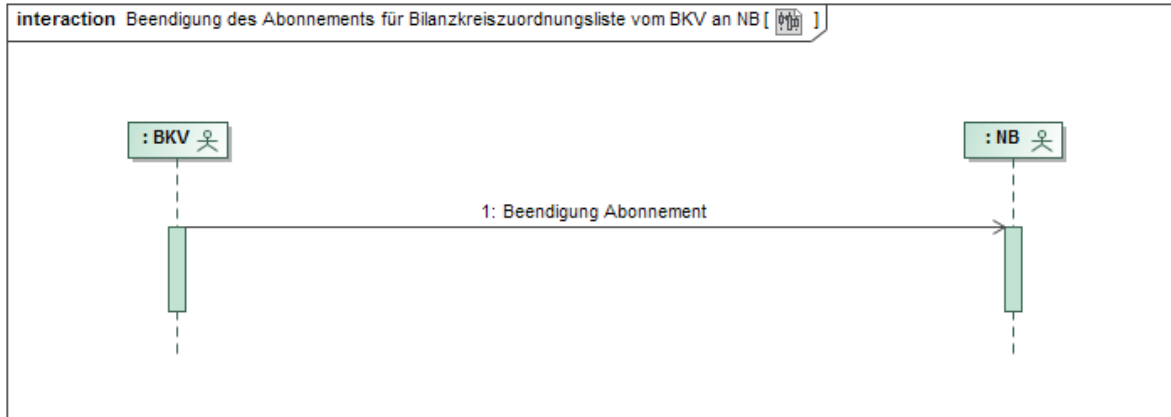 interaction Beendigung des Abonnements für Bilanzkreiszuordnungsliste vom BKV an NB [ ]
: BKV
: NB
1: Beendigung Abonnement